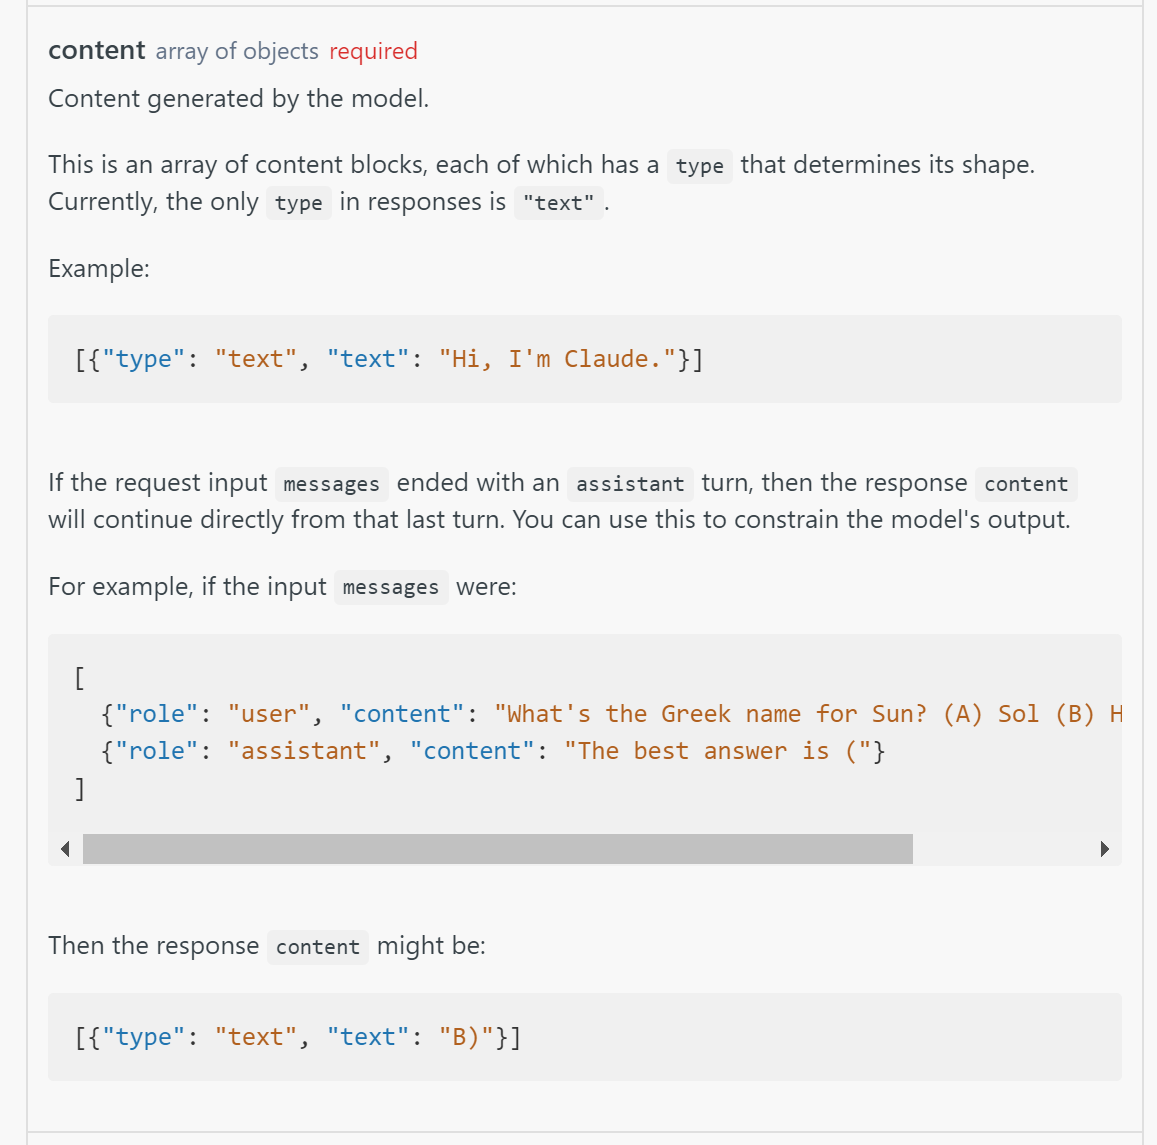 content array of objects required
Content generated by the model.
This is an array of content blocks, each of which has a type that determines its shape.
Currently, the only type in responses is "text".
Example:
[{"type": "text", "text": "Hi, I'm Claude."}]
If the request input messages ended with an assistant turn, then the response content
will continue directly from that last turn. You can use this to constrain the model's output.
For example, if the input messages were:
[
  {"role": "user", "content": "What's the Greek name for Sun? (A) Sol (B) H
  {"role": "assistant", "content": "The best answer is ("}
]
Then the response content might be:
[{"type": "text", "text": "B)"}]